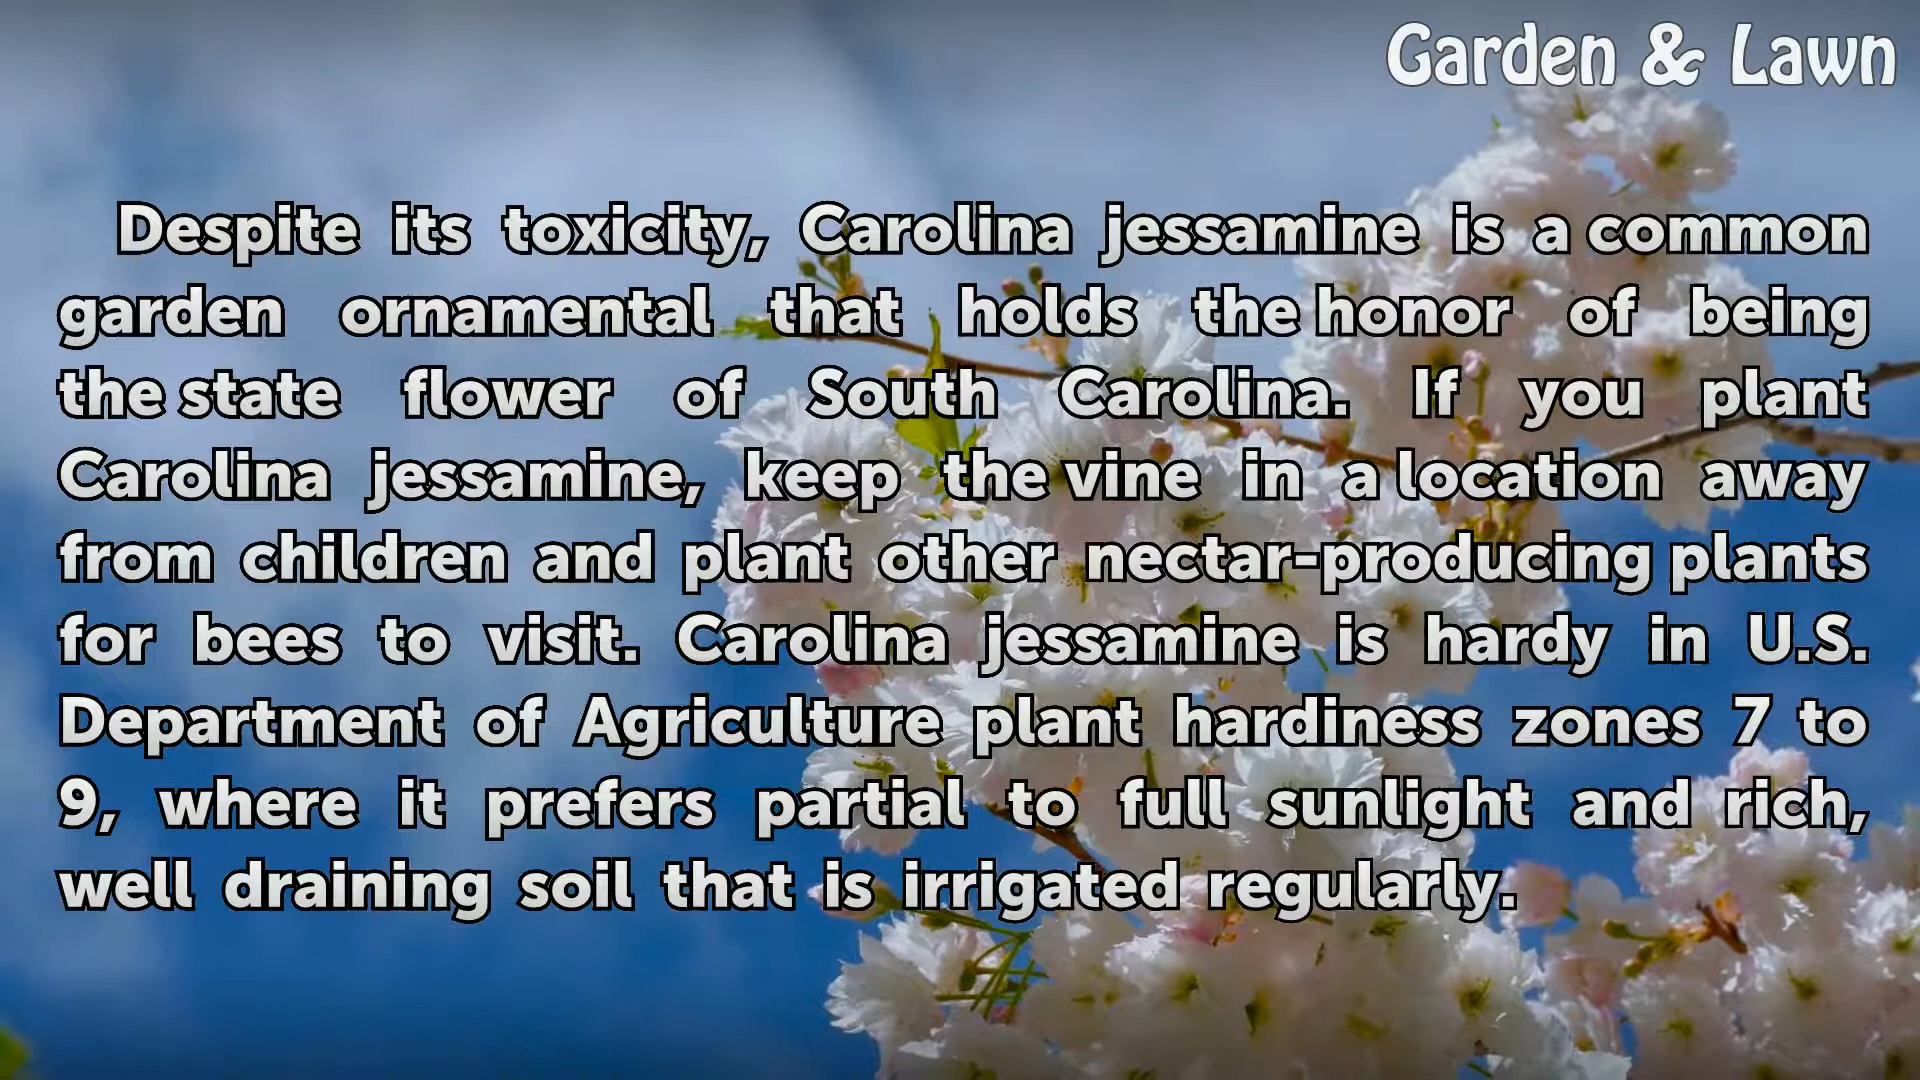 Garden & Lawn
Despite its toxicity, Carolina jessamine is a common
garden ornamental that holds the honor of being
the state flower of South Carolina. If you plant
Carolina jessamine, keep the vine in a location away
from children and plant other nectar-producing plants
for bees to visit. Carolina jessamine is hardy in U.S.
Department of Agriculture plant hardiness zones 7 to
9, where it prefers partial to full sunlight and rich,
well draining soil that is irrigated regularly.